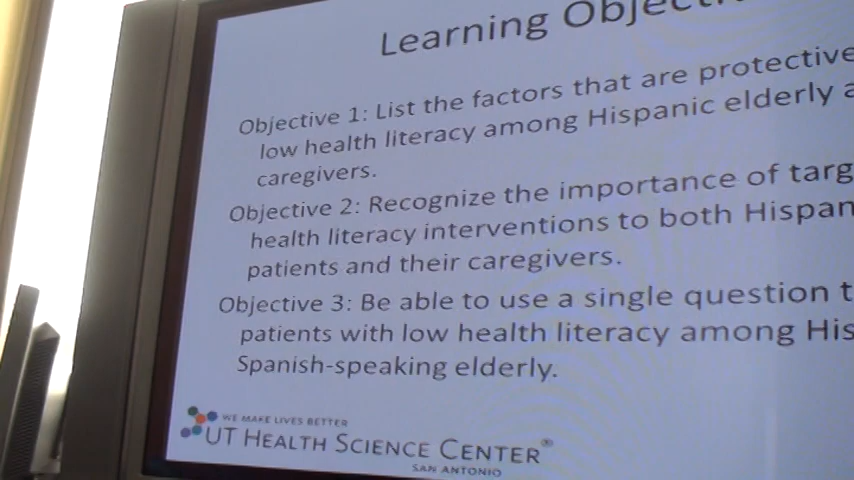 Learning
Objective 1: List the factors that are protective
low health literacy among Hispanic elderly
caregivers.
Objective 2: Recognize the importance of targ
health literacy interventions to both Hispan
patients and their caregivers.
Objective 3: Be able to use a single question t
patients with low health literacy among His
Spanish-speaking elderly.
WE MAKE LIVES BETTER
UT HEALTH SCIENCE CENTER®
SAN ANTONIO